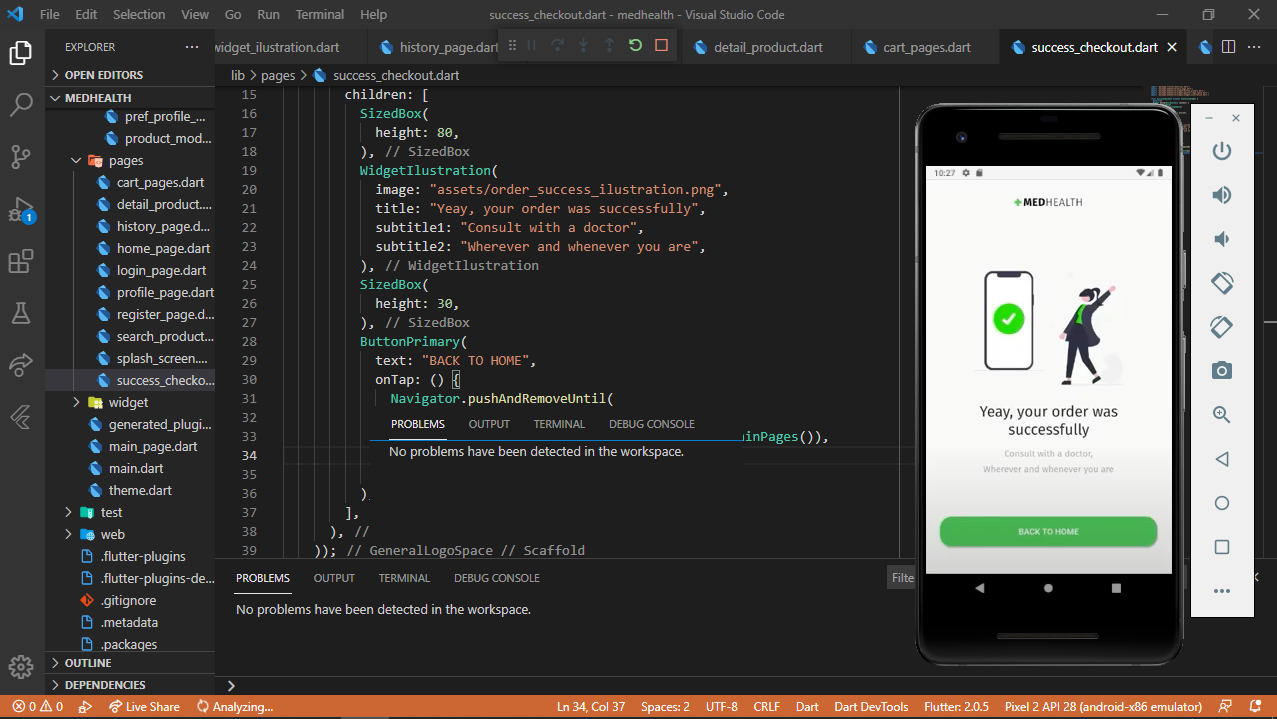 File Edit Selection View Go Run Terminal Help success_checkout.dart - medhealth - Visual Studio Code
EXPLORER
widget_ilustration.dart history_page.dart detail_product.dart cart_pages.dart success_checkout.dart
OPEN EDITORS
lib > pages > success_checkout.dart
MEDHEALTH
pref_profile_...
product_mod...
pages
cart_pages.dart
detail_product....
history_page.d...
home_page.dart
login_page.dart
profile_page.dart
register_page.d...
search_product...
splash_screen....
success_checko...
widget
generated_plugi...
main_page.dart
main.dart
theme.dart
test
web
.flutter-plugins
.flutter-plugins-de...
.gitignore
.metadata
.packages
OUTLINE
DEPENDENCIES
1
15 children: [
16 SizedBox(
17 height: 80,
18 ), // SizedBox
19 WidgetIlustration(
20 image: "assets/order_success_ilustration.png",
21 title: "Yeay, your order was successfully",
22 subtitle1: "Consult with a doctor",
23 subtitle2: "Wherever and whenever you are",
24 ), // WidgetIlustration
25 SizedBox(
26 height: 30,
27 ), // SizedBox
28 ButtonPrimary(
29 text: "BACK TO HOME",
30 onTap: () {
31 Navigator.pushAndRemoveUntil(
32
33 inPages()),
34
35
36 )
37 ],
38 ), //
39 )); // GeneralLogoSpace // Scaffold
PROBLEMS OUTPUT TERMINAL DEBUG CONSOLE
No problems have been detected in the workspace.
PROBLEMS OUTPUT TERMINAL DEBUG CONSOLE Filte
No problems have been detected in the workspace.
10:27
MEDHEALTH
Yeay, your order was
successfully
Consult with a doctor,
Wherever and whenever you are
BACK TO HOME
0 0 Live Share Analyzing... Ln 34, Col 37 Spaces: 2 UTF-8 CRLF Dart Dart DevTools Flutter: 2.0.5 Pixel 2 API 28 (android-x86 emulator)